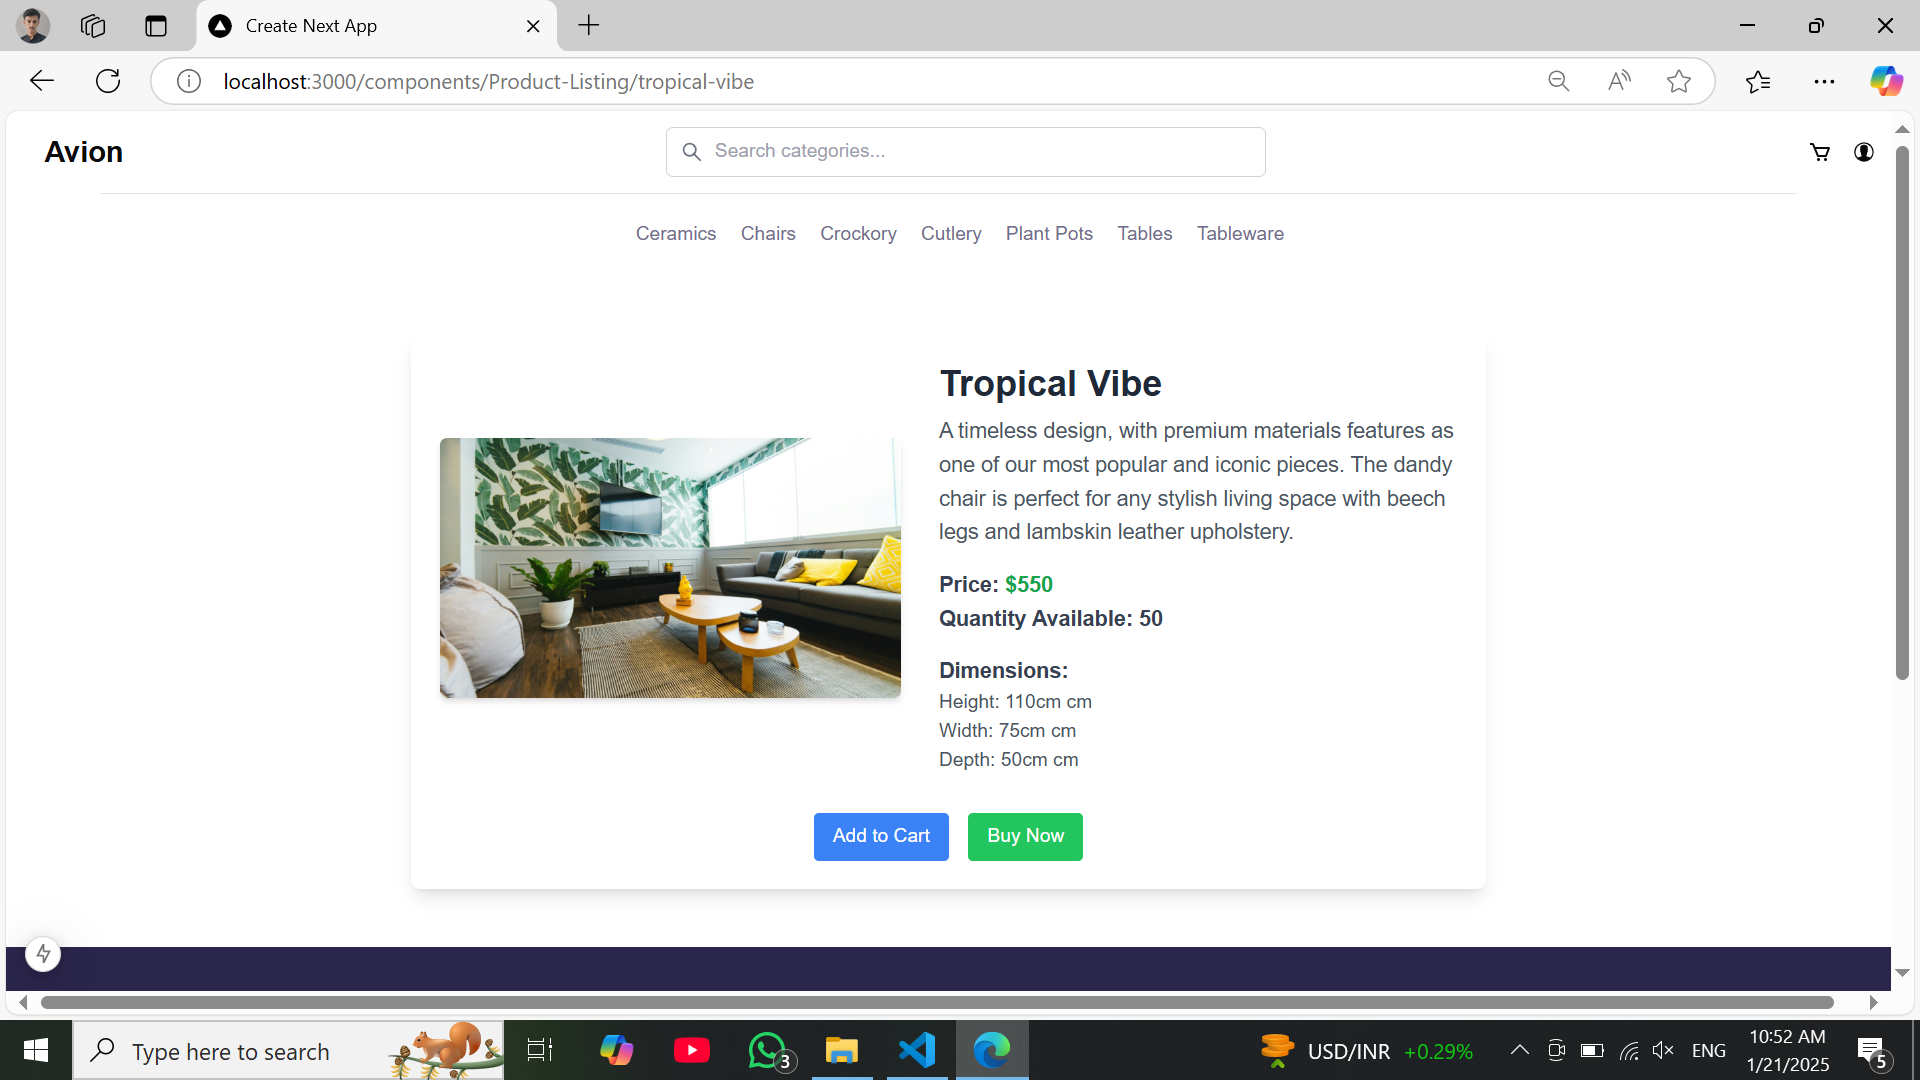 Create Next App
localhost:3000/components/Product-Listing/tropical-vibe
Avion
Search categories...
Ceramics Chairs Crockory Cutlery Plant Pots Tables Tableware
Tropical Vibe
A timeless design, with premium materials features as
one of our most popular and iconic pieces. The dandy
chair is perfect for any stylish living space with beech
legs and lambskin leather upholstery.
Price: $550
Quantity Available: 50
Dimensions:
Height: 110cm cm
Width: 75cm cm
Depth: 50cm cm
Add to Cart Buy Now
Type here to search
3
USD/INR +0.29%
ENG
10:52 AM
1/21/2025
5